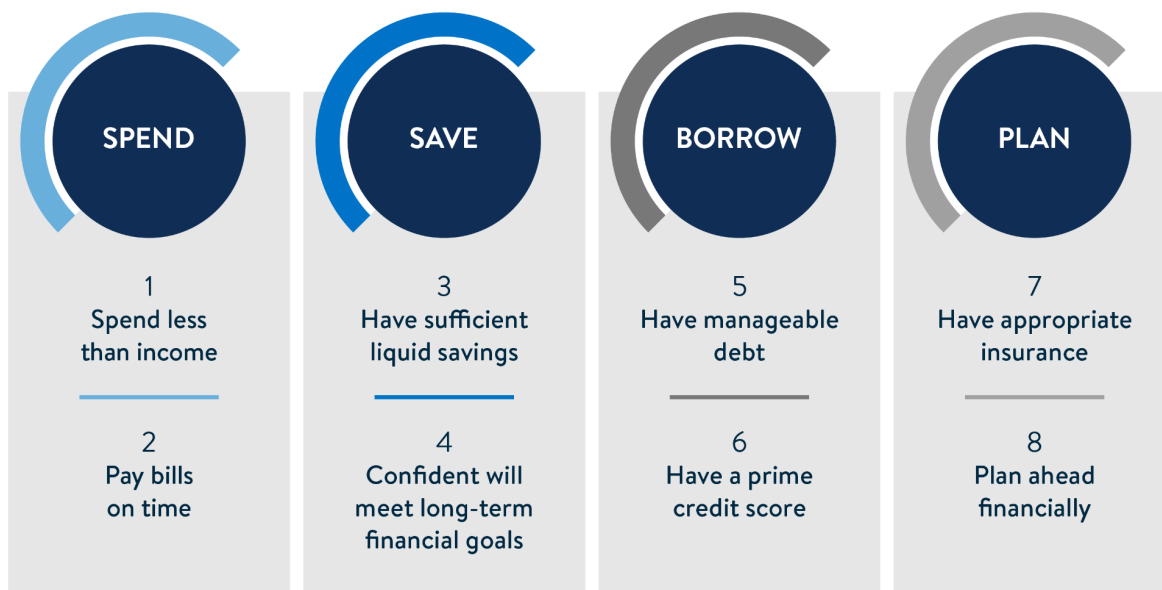 SPEND
1
Spend less
than income
2
Pay bills
on time
SAVE
3
Have sufficient
liquid savings
4
Confident will
meet long-term
financial goals
BORROW
5
Have manageable
debt
6
Have a prime
credit score
PLAN
7
Have appropriate
insurance
8
Plan ahead
financially